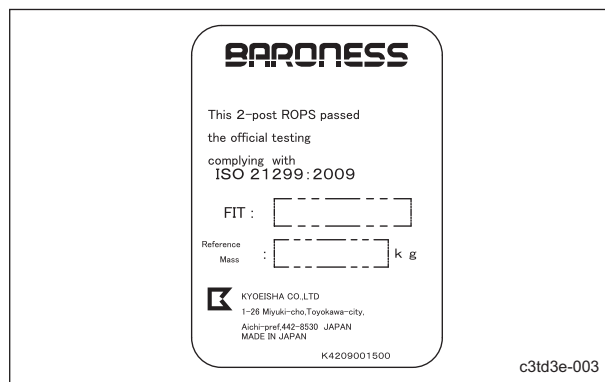 BARONESS
This 2-post ROPS passed
the official testing
complying with
ISO 21299:2009
FIT :
Reference
Mass : kg
KYOEISHA CO.,LTD
1-26 Miyuki-cho,Toyokawa-city,
Aichi-pref,442-8530 JAPAN
MADE IN JAPAN
K4209001500
c3td3e-003